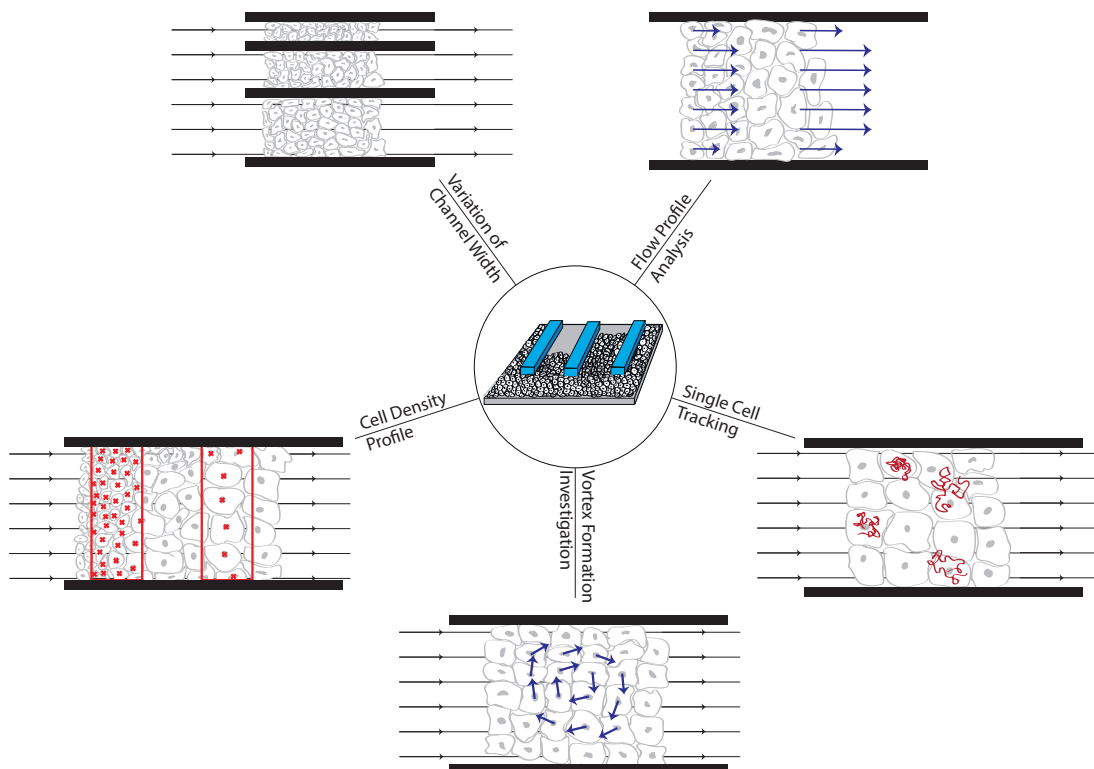 Variation of
Channel Width
Flow Profile
Analysis
Cell Density
Profile
Single Cell
Tracking
Vortex Formation
Investigation